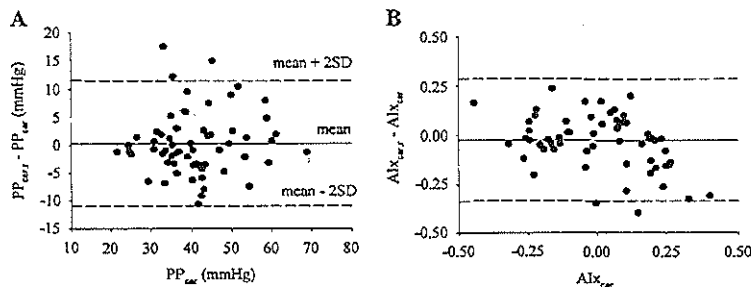 A
PP_car,s - PP_car (mmHg)
20
15
10
5
0
-5
-10
-15
mean + 2SD
mean
mean - 2SD
10 20 30 40 50 60 70 80
PP_car (mmHg)
B
AIx_car,s - AIx_car
0.50
0.25
-0.00
-0.25
-0.50
-0.50 -0.25 0.00 0.25 0.50
AIx_car